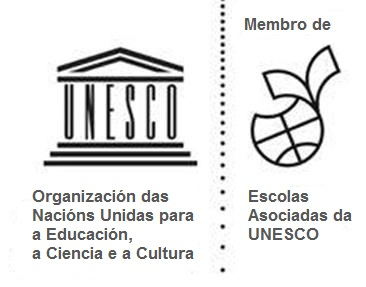 UNESCO
Organización das
Nacións Unidas para
a Educación,
a Ciencia e a Cultura
Membro de
Escolas
Asociadas da
UNESCO